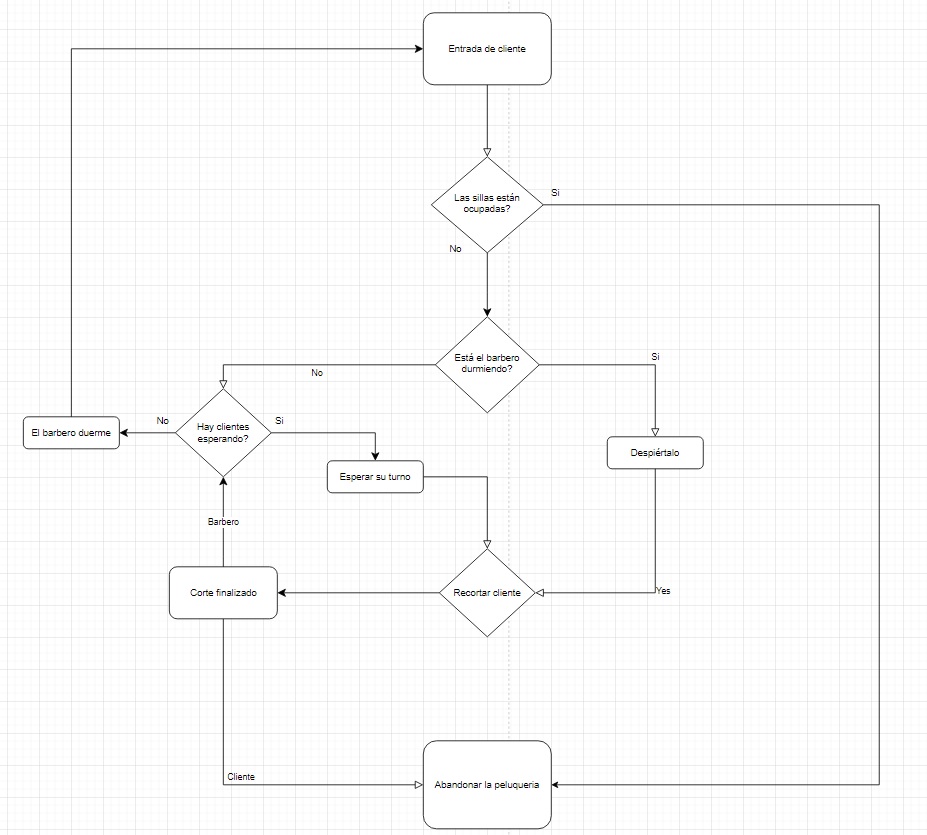 Entrada de cliente
Las sillas están
ocupadas?
Si
No
Está el barbero
durmiendo?
No
Si
El barbero duerme
No
Hay clientes
esperando?
Si
Esperar su turno
Despiértalo
Barbero
Corte finalizado
Recortar cliente
Yes
Cliente
Abandonar la peluqueria